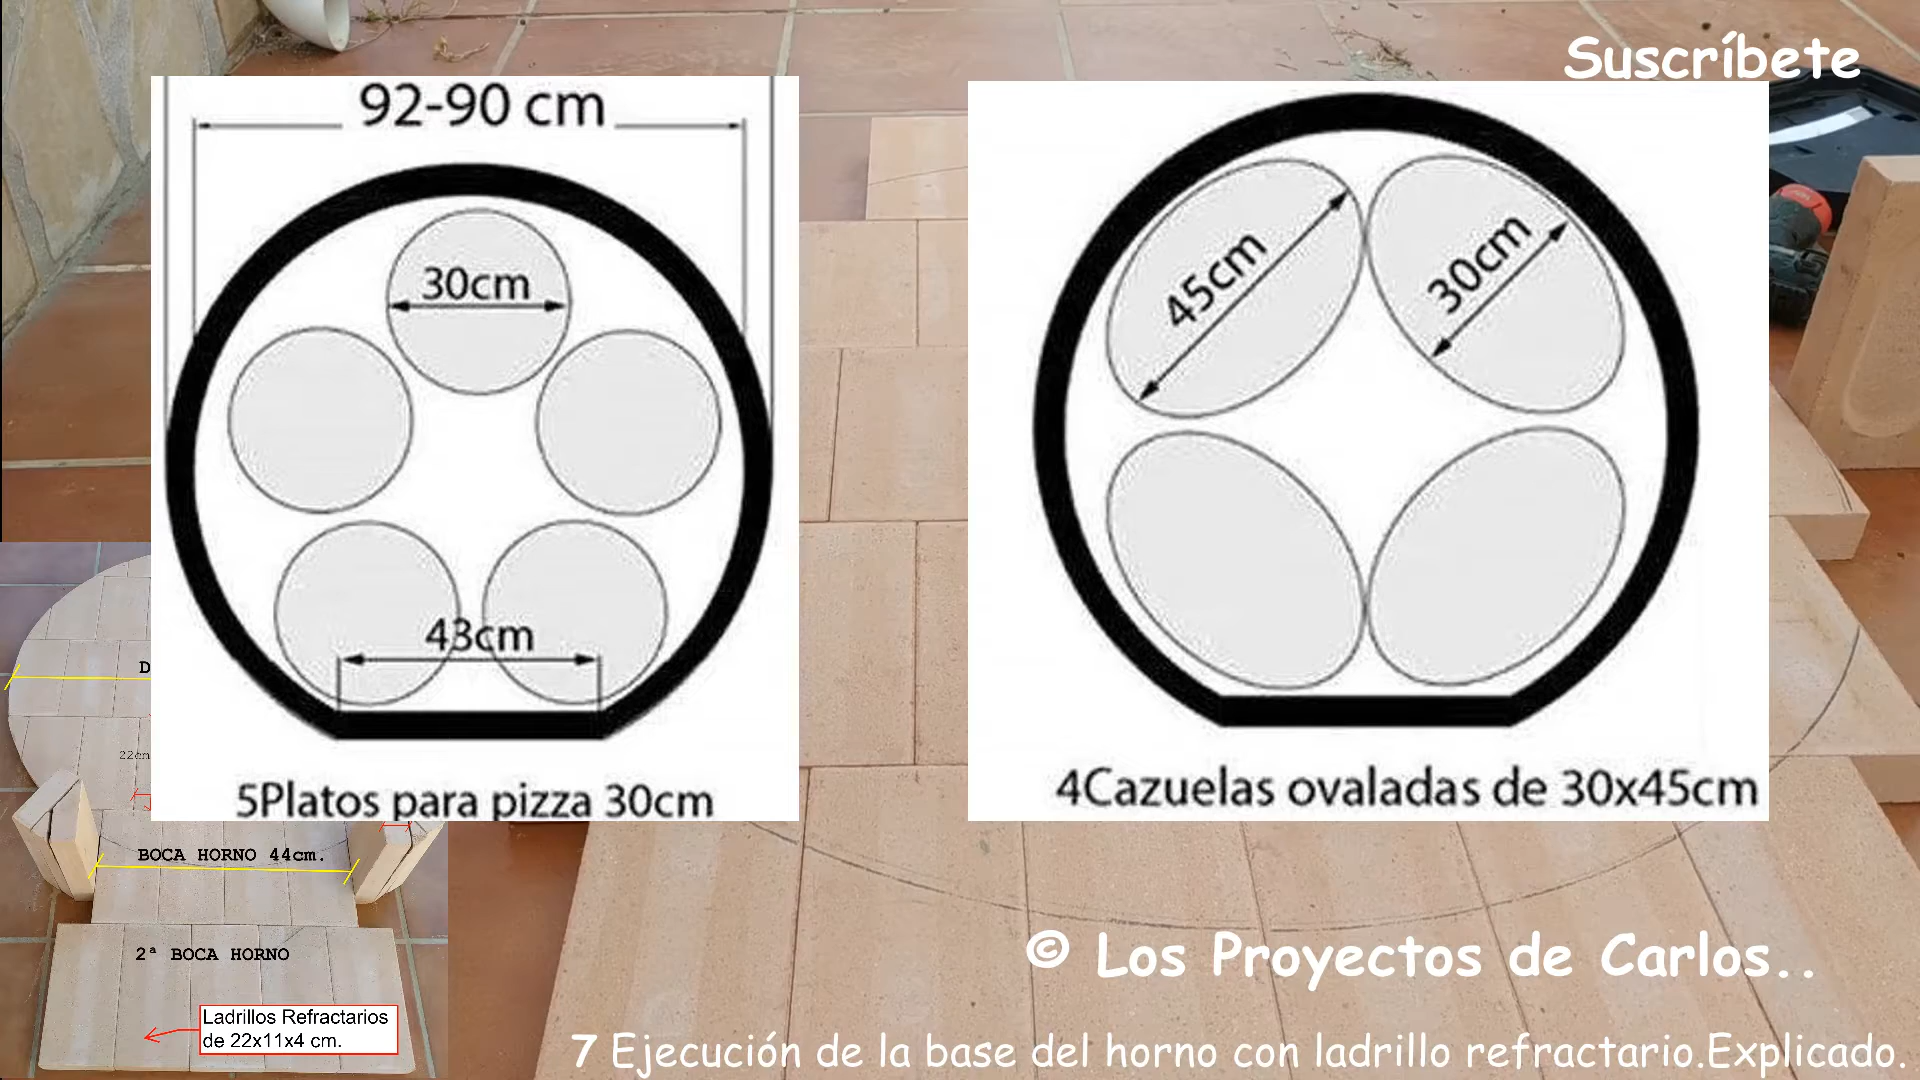 Suscríbete
92-90 cm
30cm
43cm
5Platos para pizza 30cm
45cm
30cm
4Cazuelas ovaladas de 30x45cm
D
22cm
BOCA HORNO 44cm.
2ª BOCA HORNO
Ladrillos Refractarios
de 22x11x4 cm.
© Los Proyectos de Carlos..
7 Ejecución de la base del horno con ladrillo refractario.Explicado.